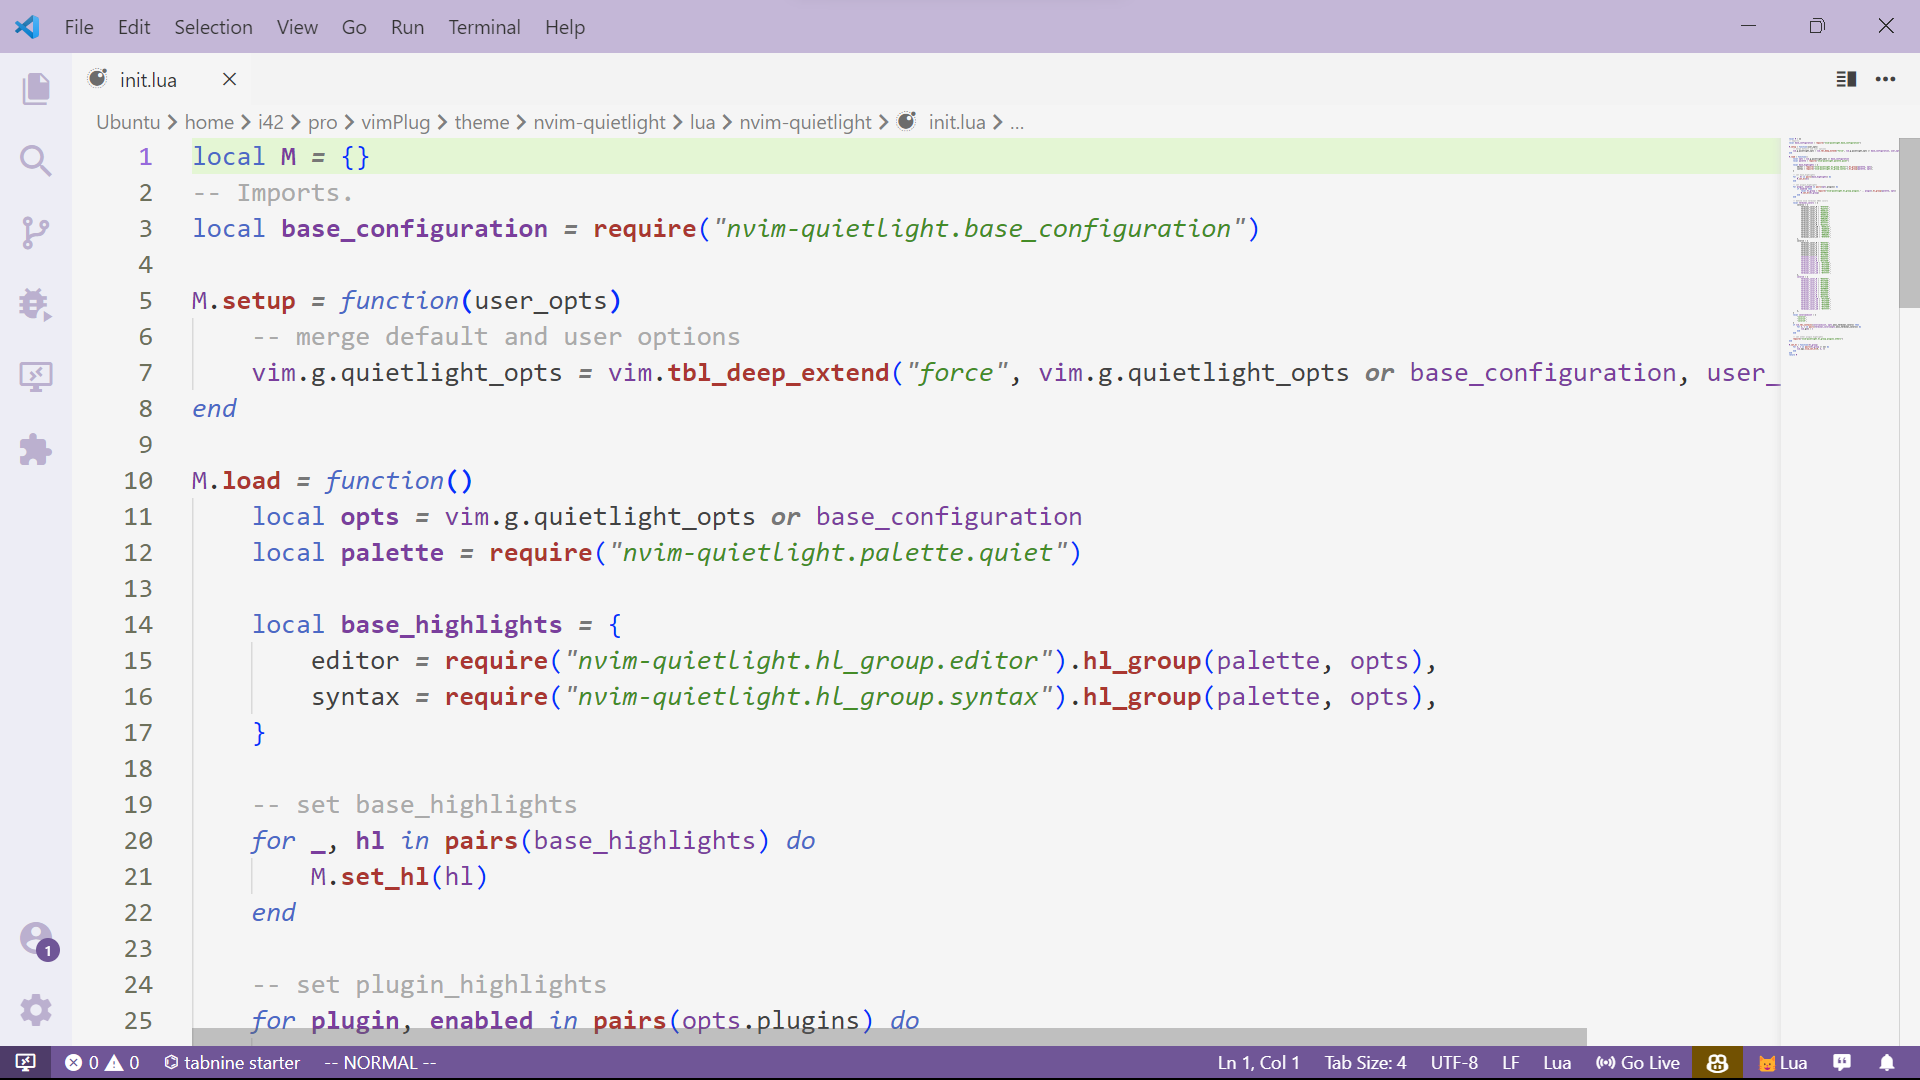 File Edit Selection View Go Run Terminal Help
init.lua
Ubuntu > home > i42 > pro > vimPlug > theme > nvim-quietlight > lua > nvim-quietlight > init.lua > ...
1 local M = {}
2 -- Imports.
3 local base_configuration = require("nvim-quietlight.base_configuration")
4
5 M.setup = function(user_opts)
6 -- merge default and user options
7 vim.g.quietlight_opts = vim.tbl_deep_extend("force", vim.g.quietlight_opts or base_configuration, user_
8 end
9
10 M.load = function()
11 local opts = vim.g.quietlight_opts or base_configuration
12 local palette = require("nvim-quietlight.palette.quiet")
13
14 local base_highlights = {
15 editor = require("nvim-quietlight.hl_group.editor").hl_group(palette, opts),
16 syntax = require("nvim-quietlight.hl_group.syntax").hl_group(palette, opts),
17 }
18
19 -- set base_highlights
20 for _, hl in pairs(base_highlights) do
21 M.set_hl(hl)
22 end
23
24 -- set plugin_highlights
25 for plugin, enabled in pairs(opts.plugins) do
1
0 0 tabnine starter -- NORMAL -- Ln 1, Col 1 Tab Size: 4 UTF-8 LF Lua Go Live Lua